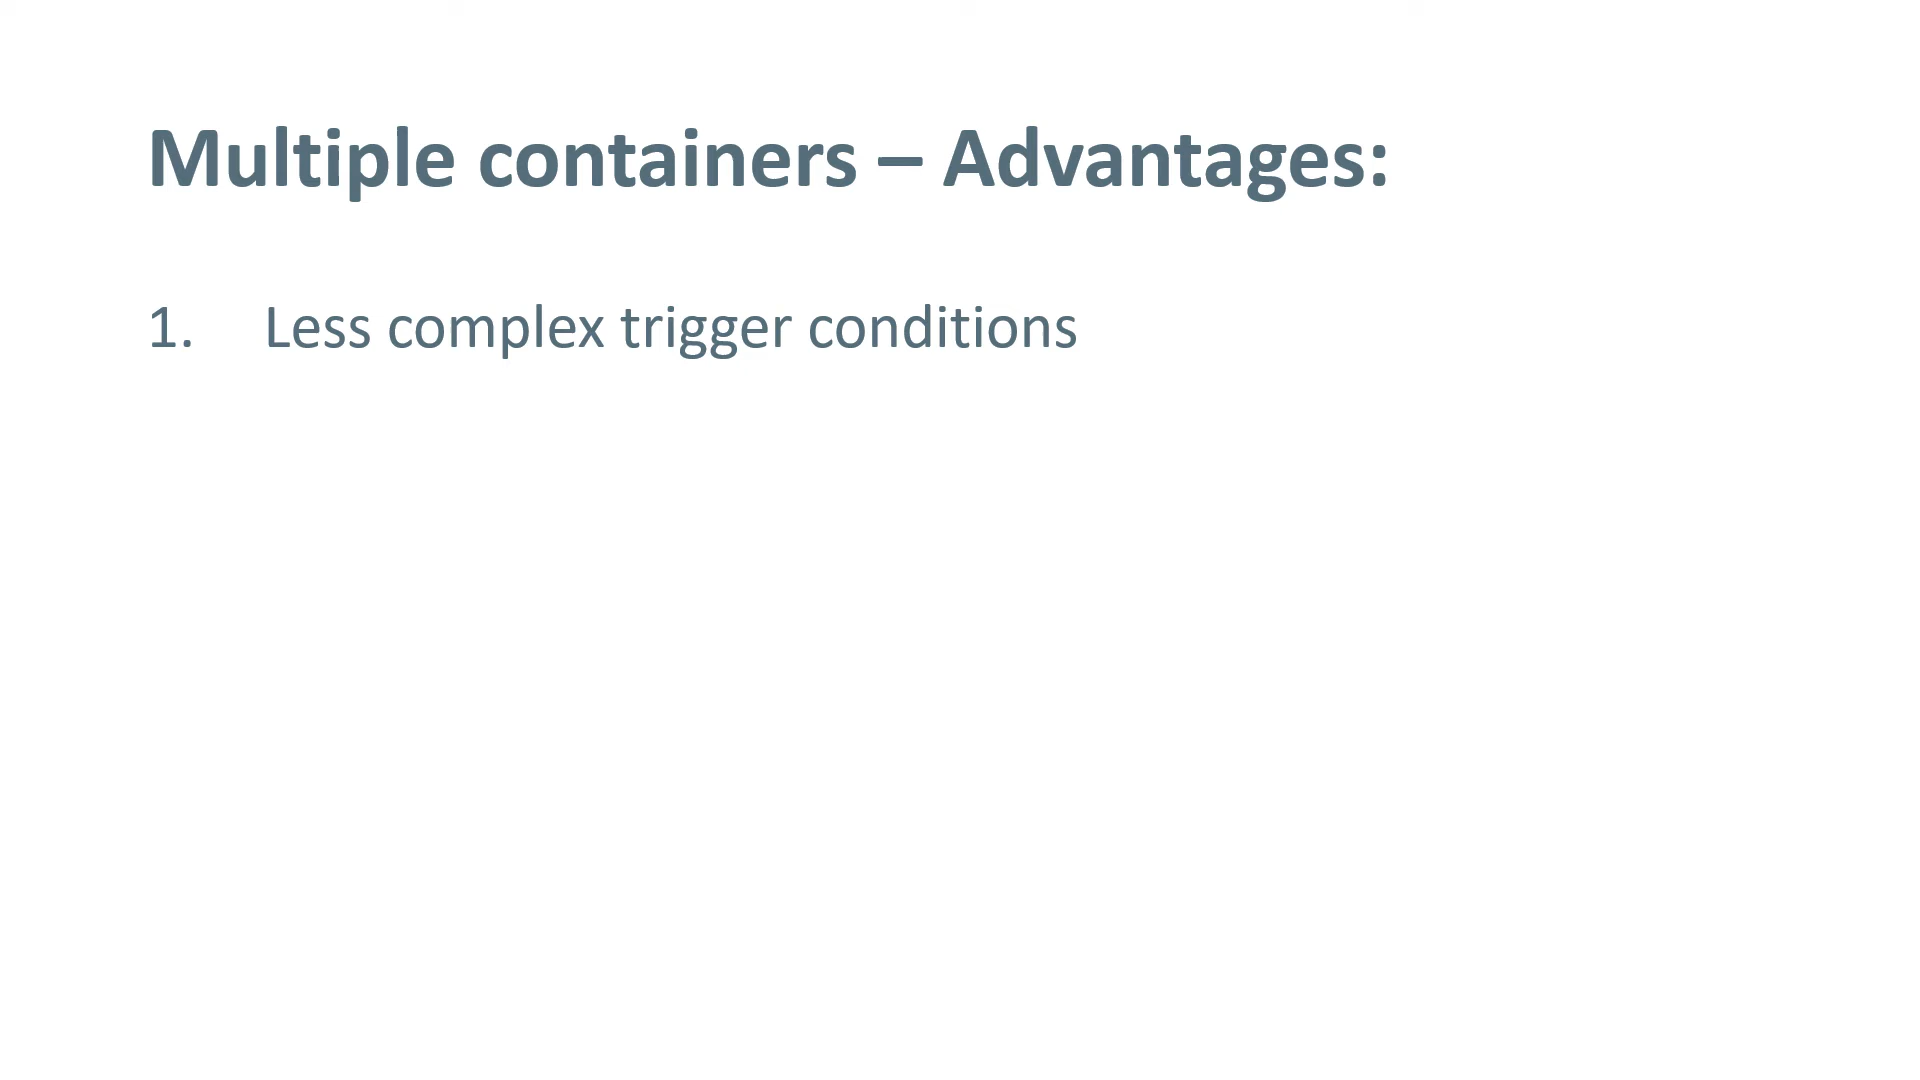 Multiple containers – Advantages:
1. Less complex trigger conditions